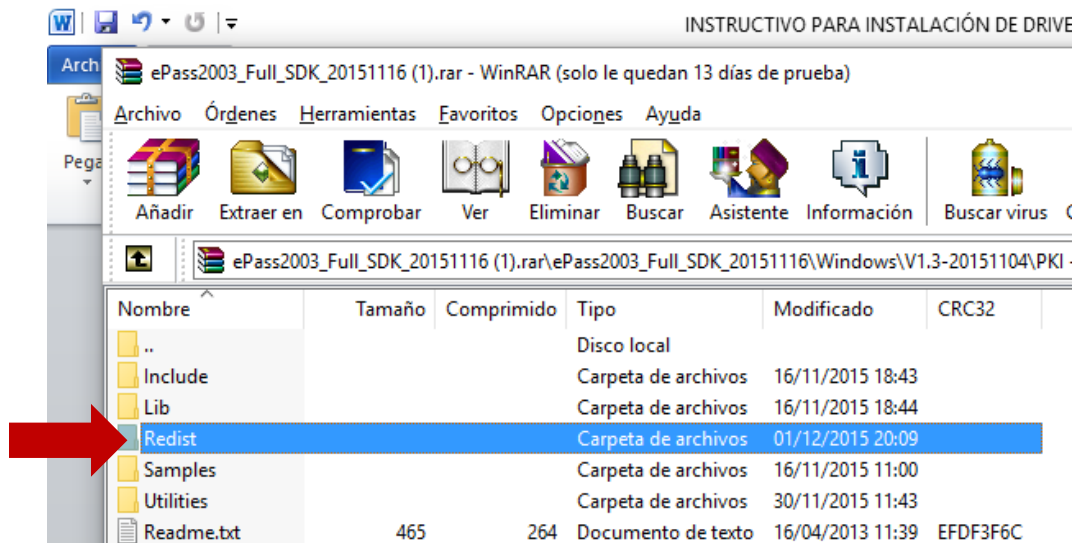 INSTRUCTIVO PARA INSTALACIÓN DE DRIVE
Arch
ePass2003_Full_SDK_20151116 (1).rar - WinRAR (solo le quedan 13 días de prueba)
Archivo Órdenes Herramientas Favoritos Opciones Ayuda
Pega
Añadir Extraer en Comprobar Ver Eliminar Buscar Asistente Información Buscar virus
ePass2003_Full_SDK_20151116 (1).rar\ePass2003_Full_SDK_20151116\Windows\V1.3-20151104\PKI -
Nombre Tamaño Comprimido Tipo Modificado CRC32
.. Disco local
Include Carpeta de archivos 16/11/2015 18:43
Lib Carpeta de archivos 16/11/2015 18:44
Redist Carpeta de archivos 01/12/2015 20:09
Samples Carpeta de archivos 16/11/2015 11:00
Utilities Carpeta de archivos 30/11/2015 11:43
Readme.txt 465 264 Documento de texto 16/04/2013 11:39 EFDF3F6C